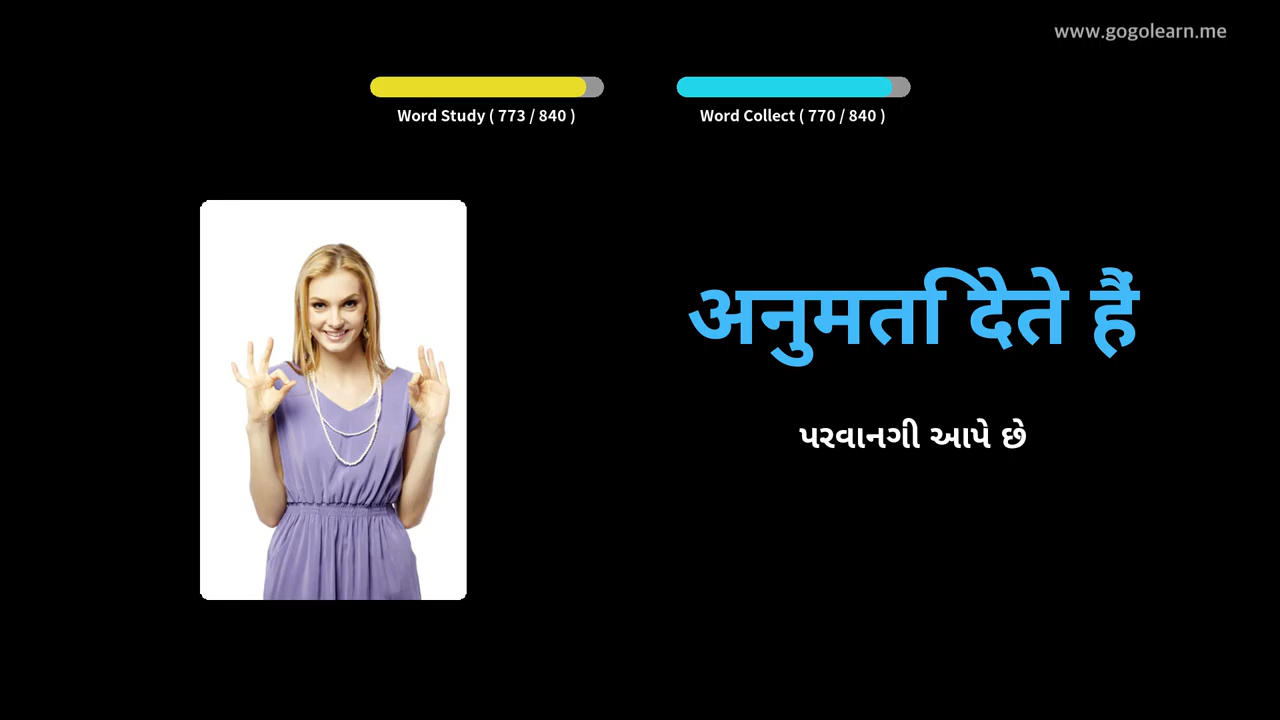 www.gogolearn.me
Word Study ( 773 / 840 )
Word Collect ( 770 / 840 )
अनुमति देते हैं
પરવાનગી આપે છે